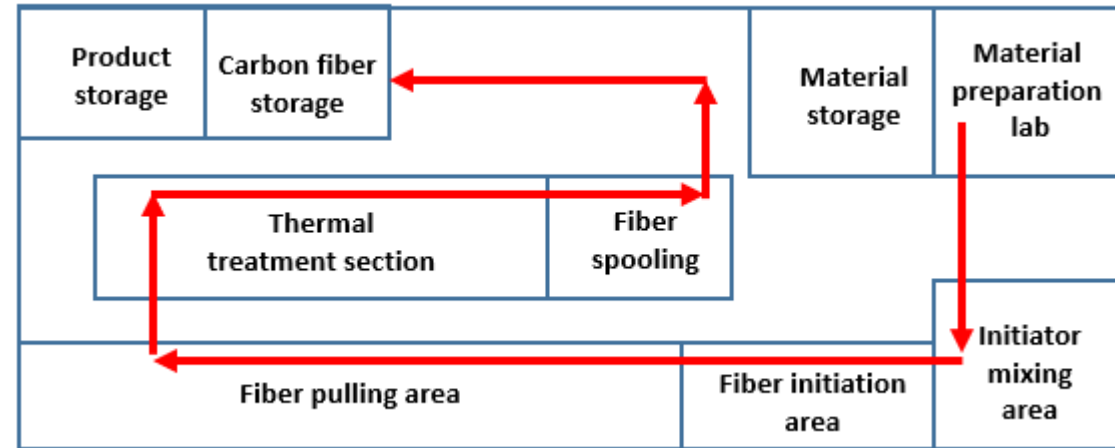 Product
storage
Carbon fiber
storage
Material
storage
Material
preparation
lab
Thermal
treatment section
Fiber
spooling
Fiber pulling area
Fiber initiation
area
Initiator
mixing
area